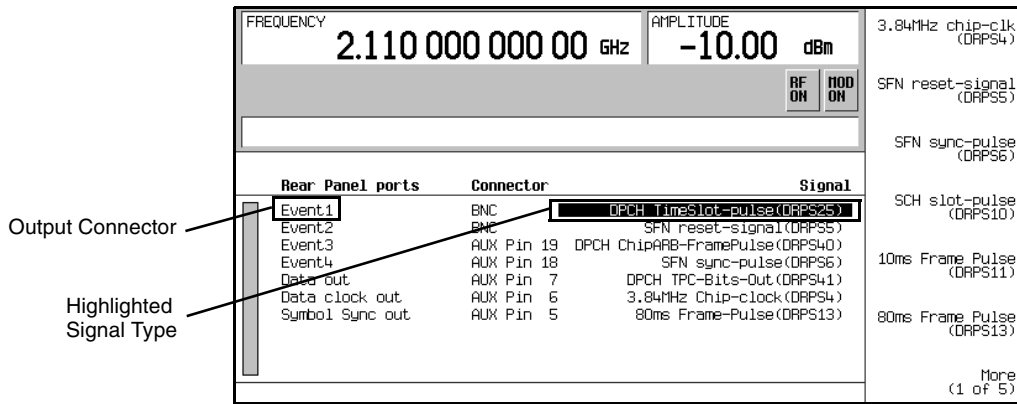 FREQUENCY
2.110 000 000 00 GHz
AMPLITUDE
-10.00 dBm
RF ON
MOD ON
Rear Panel ports Connector Signal
Event1 BNC DPCH TimeSlot-pulse(DRPS25)
Event2 BNC SFN reset-signal(DRPS5)
Event3 AUX Pin 19 DPCH ChipARB-FramePulse(DRPS40)
Event4 AUX Pin 18 SFN sync-pulse(DRPS6)
Data out AUX Pin 7 DPCH TPC-Bits-Out(DRPS41)
Data clock out AUX Pin 6 3.84MHz Chip-clock(DRPS4)
Symbol Sync out AUX Pin 5 80ms Frame-Pulse(DRPS13)
Output Connector
Highlighted
Signal Type
3.84MHz chip-clk
(DRPS4)
SFN reset-signal
(DRPS5)
SFN sync-pulse
(DRPS6)
SCH slot-pulse
(DRPS10)
10ms Frame Pulse
(DRPS11)
80ms Frame Pulse
(DRPS13)
More
(1 of 5)